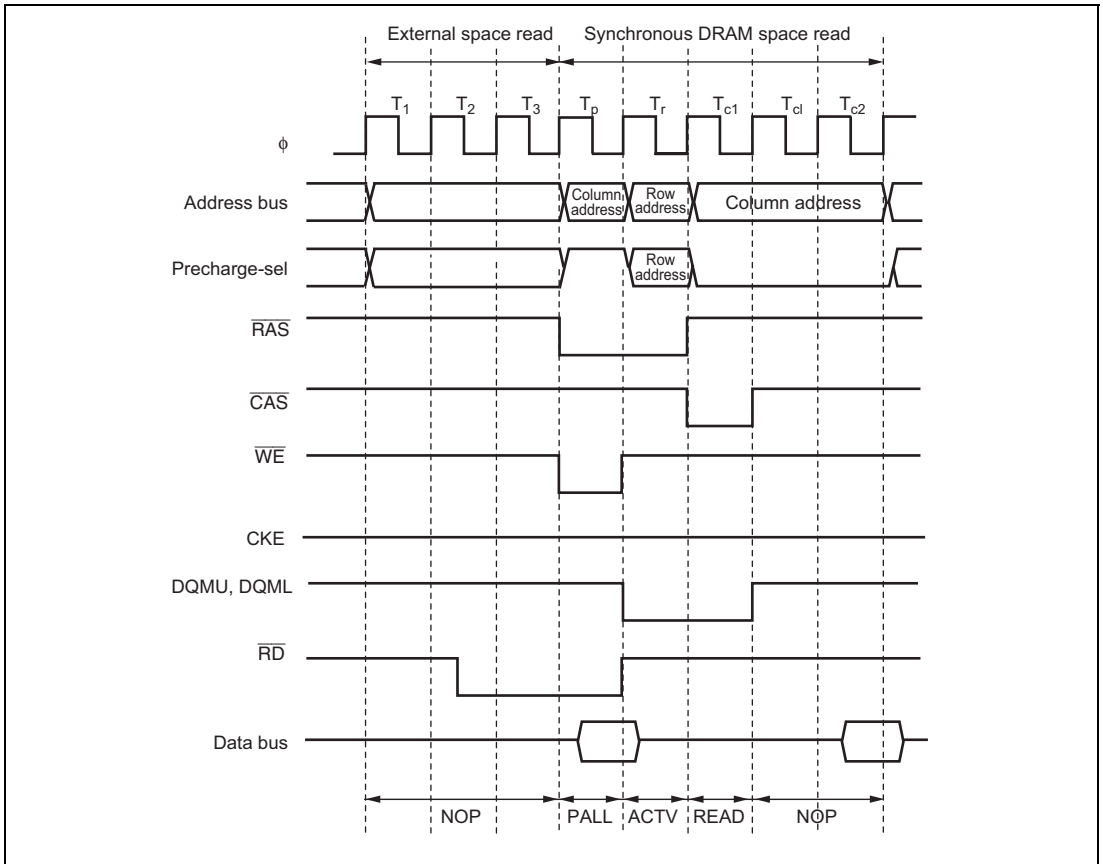 External space read Synchronous DRAM space read
T1 T2 T3 Tp Tr Tc1 Tcl Tc2
ϕ
Address bus
Column address
Row address
Column address
Precharge-sel
Row address
RAS
CAS
WE
CKE
DQMU, DQML
RD
Data bus
NOP PALL ACTV READ NOP